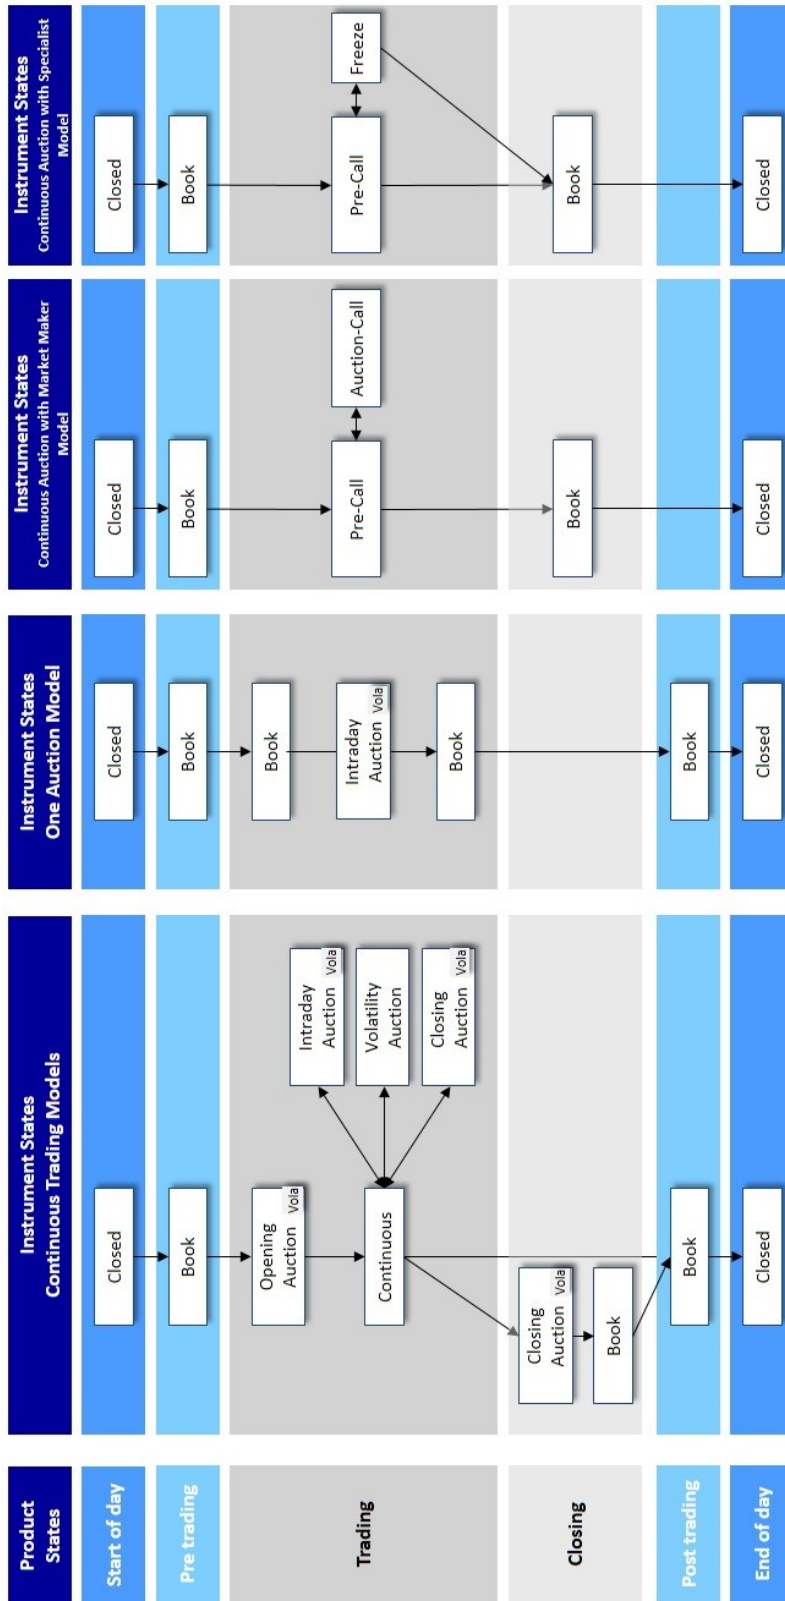 Product
States
Start of day
Pre trading
Trading
Closing
Post trading
End of day
Instrument States
Continuous Trading Models
Closed
Book
Opening
Auction
Vola
Continuous
Intraday
Auction
Vola
Volatility
Auction
Closing
Auction
Vola
Closing
Auction
Vola
Book
Book
Closed
Instrument States
One Auction Model
Closed
Book
Book
Intraday
Auction
Vola
Book
Book
Closed
Instrument States
Continuous Auction with Market Maker
Model
Closed
Book
Pre-Call
Auction-Call
Book
Closed
Instrument States
Continuous Auction with Specialist
Model
Closed
Book
Pre-Call
Freeze
Book
Closed